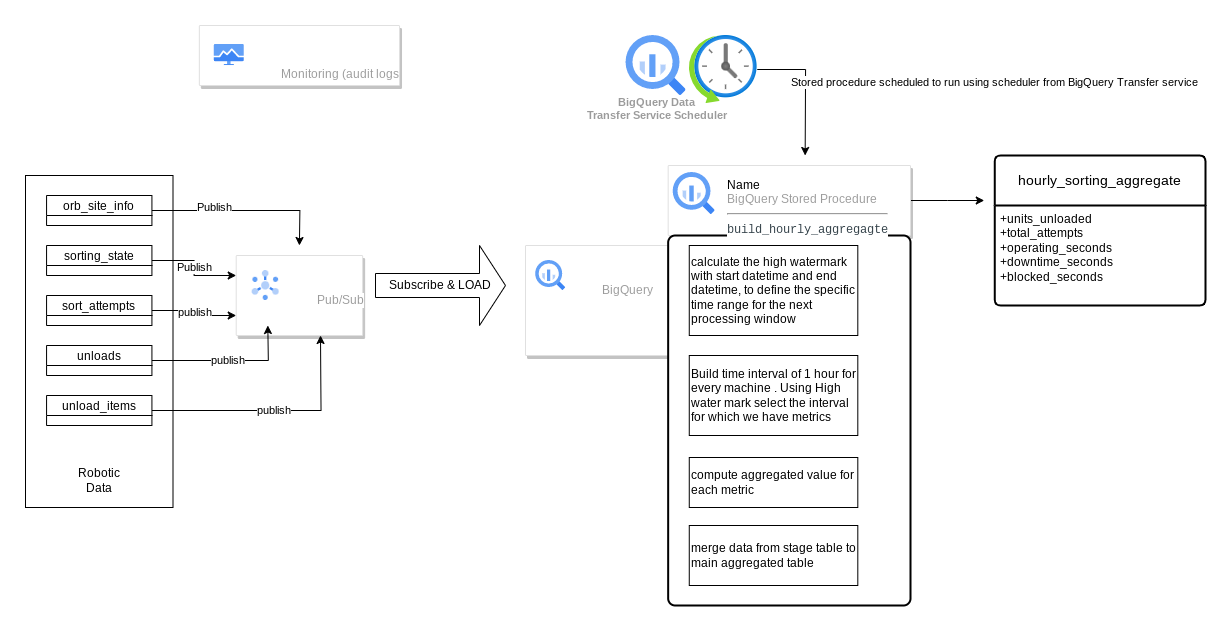 Monitoring (audit logs
BigQuery Data
Transfer Service Scheduler
Stored procedure scheduled to run using scheduler from BigQuery Transfer service
orb_site_info
sorting_state
sort_attempts
unloads
unload_items
Robotic
Data
Publish
Publish
publish
publish
publish
Pub/Sub
Subscribe & LOAD
BigQuery
Name
BigQuery Stored Procedure
build_hourly_aggregagte
calculate the high watermark
with start datetime and end
datetime, to define the specific
time range for the next
processing window
Build time interval of 1 hour for
every machine . Using High
water mark select the interval
for which we have metrics
compute aggregated value for
each metric
merge data from stage table to
main aggregated table
hourly_sorting_aggregate
+units_unloaded
+total_attempts
+operating_seconds
+downtime_seconds
+blocked_seconds